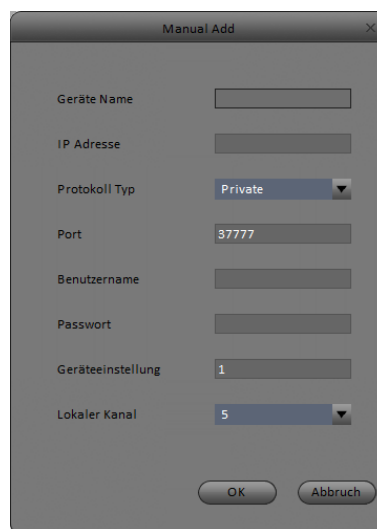 Manual Add
Geräte Name
IP Adresse
Protokoll Typ Private
Port 37777
Benutzername
Passwort
Geräteeinstellung 1
Lokaler Kanal 5
OK Abbruch